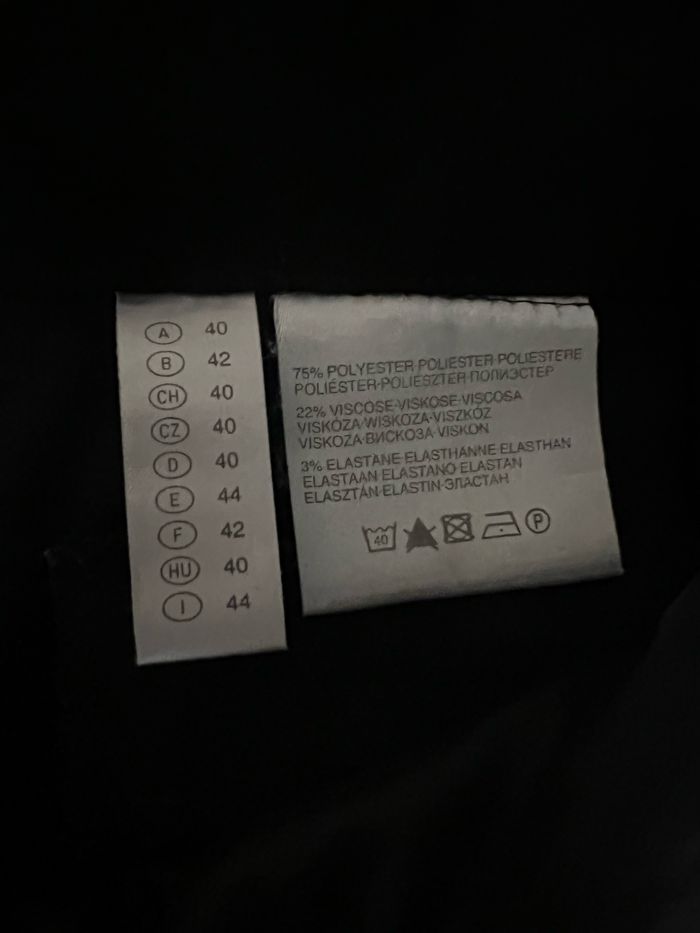 A 40
B 42
CH 40
CZ 40
D 40
E 44
F 42
HU 40
I 44
75% POLYESTER·POLIESTER·POLIESTERE
POLIÉSTER·POLIESZTER·ПОЛИЭСТЕР
22% VISCOSE·VISKOSE·VISCOSA
VISKÓZA·WISKOZA·VISZKÓZ
VISKOZA·ВИСКОЗА·VISKON
3% ELASTANE·ELASTHANNE·ELASTHAN
ELASTAAN·ELASTANO·ELASTAN
ELASZTÁN·ELASTIN·ЭЛАСТАН
40 P